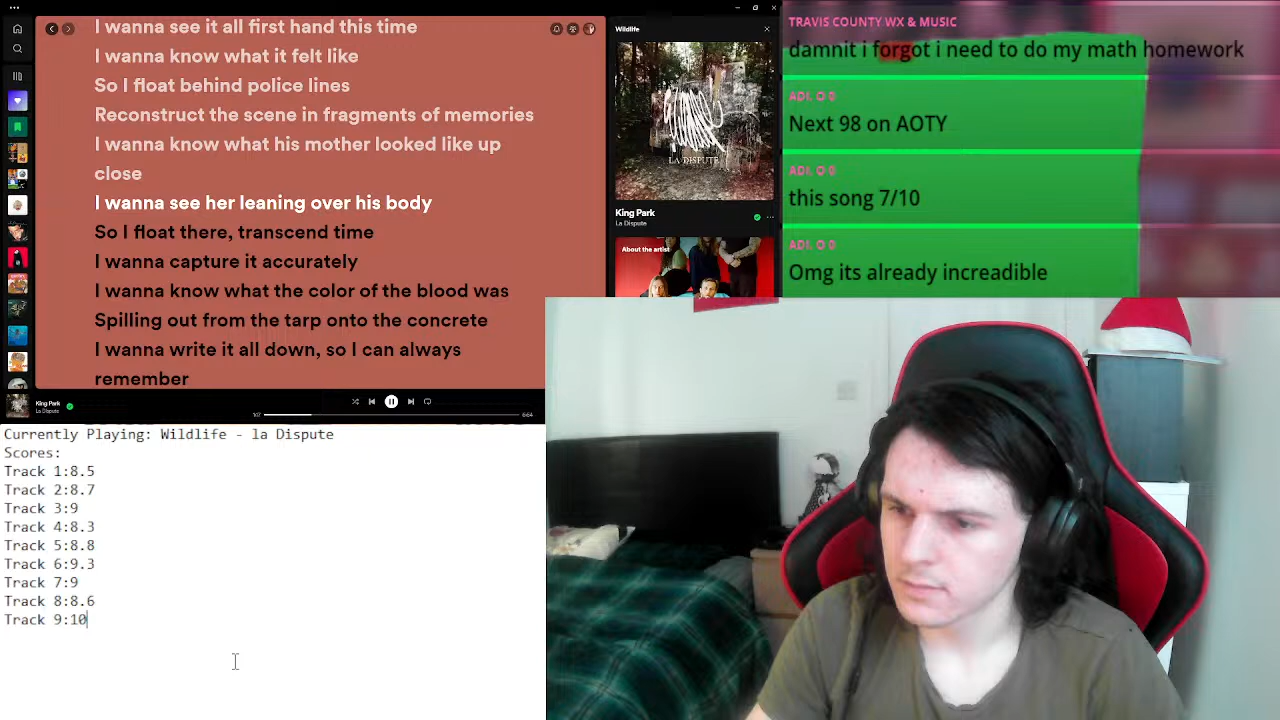 I wanna see it all first hand this time
I wanna know what it felt like
So I float behind police lines
Reconstruct the scene in fragments of memories
I wanna know what his mother looked like up
close
I wanna see her leaning over his body
So I float there, transcend time
I wanna capture it accurately
I wanna know what the color of the blood was
Spilling out from the tarp onto the concrete
I wanna write it all down, so I can always
remember
King Park
La Dispute
6:54
Wildlife
LA DISPUTE
King Park
La Dispute
About the artist
TRAVIS COUNTY WX & MUSIC
damnit i forgot i need to do my math homework
ADI. O 0
Next 98 on AOTY
ADI. O 0
this song 7/10
ADI. O 0
Omg its already increadible
Currently Playing: Wildlife - la Dispute
Scores:
Track 1:8.5
Track 2:8.7
Track 3:9
Track 4:8.3
Track 5:8.8
Track 6:9.3
Track 7:9
Track 8:8.6
Track 9:10